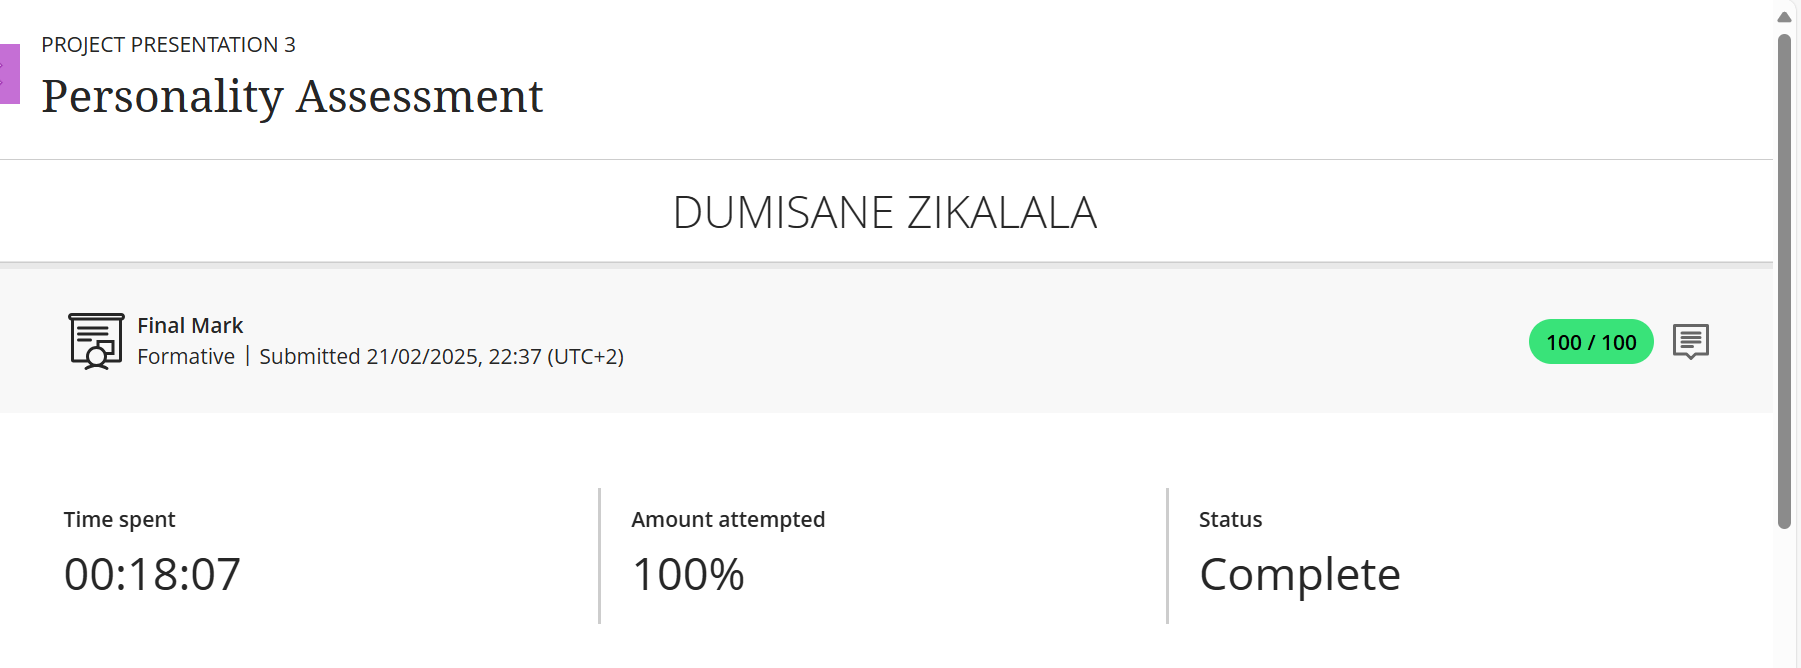 PROJECT PRESENTATION 3
Personality Assessment
DUMISANE ZIKALALA
Final Mark
Formative | Submitted 21/02/2025, 22:37 (UTC+2)
100 / 100
Time spent
00:18:07
Amount attempted
100%
Status
Complete